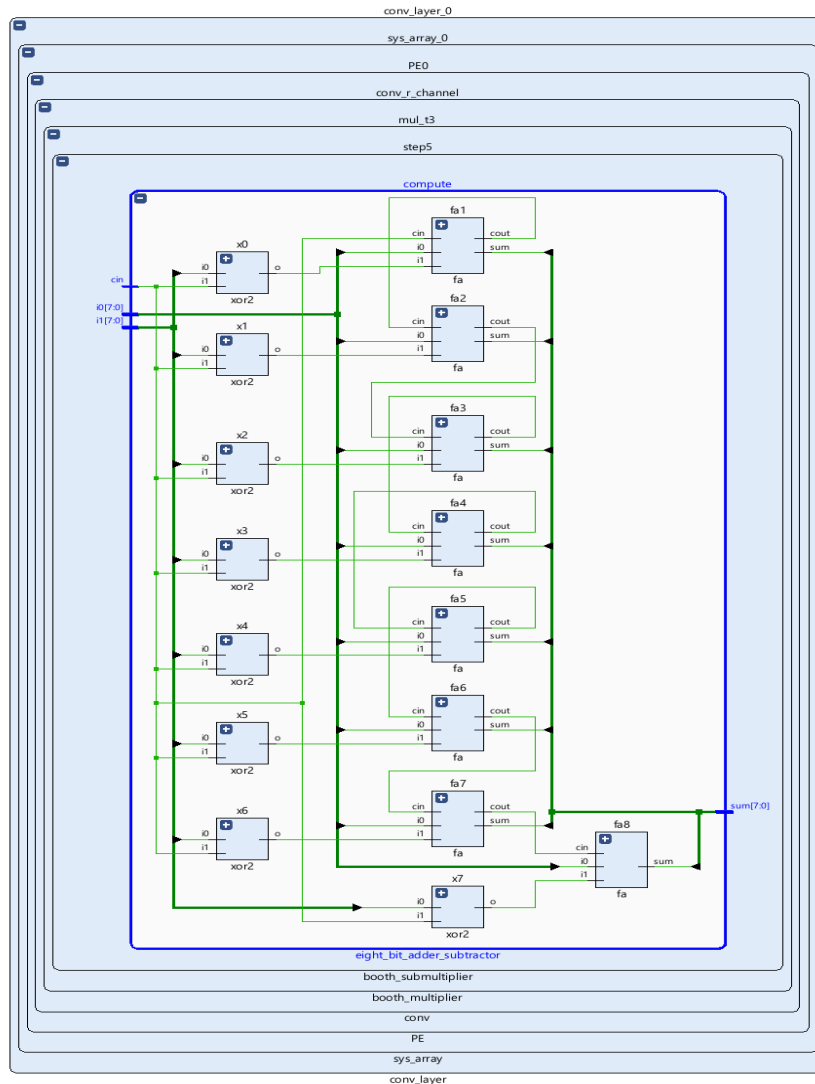 conv_layer_0
sys_array_0
PE0
conv_r_channel
mul_t3
step5
compute
fa1
cin cout
i0 sum
i1
fa
x0
i0 o
i1
xor2
cin
i0[7:0]
i1[7:0]
fa2
cin cout
i0 sum
i1
fa
x1
i0 o
i1
xor2
fa3
cin cout
i0 sum
i1
fa
x2
i0 o
i1
xor2
fa4
cin cout
i0 sum
i1
fa
x3
i0 o
i1
xor2
fa5
cin cout
i0 sum
i1
fa
x4
i0 o
i1
xor2
fa6
cin cout
i0 sum
i1
fa
x5
i0 o
i1
xor2
fa7
cin cout
i0 sum
i1
fa
x6
i0 o
i1
xor2
sum[7:0]
fa8
cin
i0 sum
i1
fa
x7
i0 o
i1
xor2
eight_bit_adder_subtractor
booth_submultiplier
booth_multiplier
conv
PE
sys_array
conv_layer